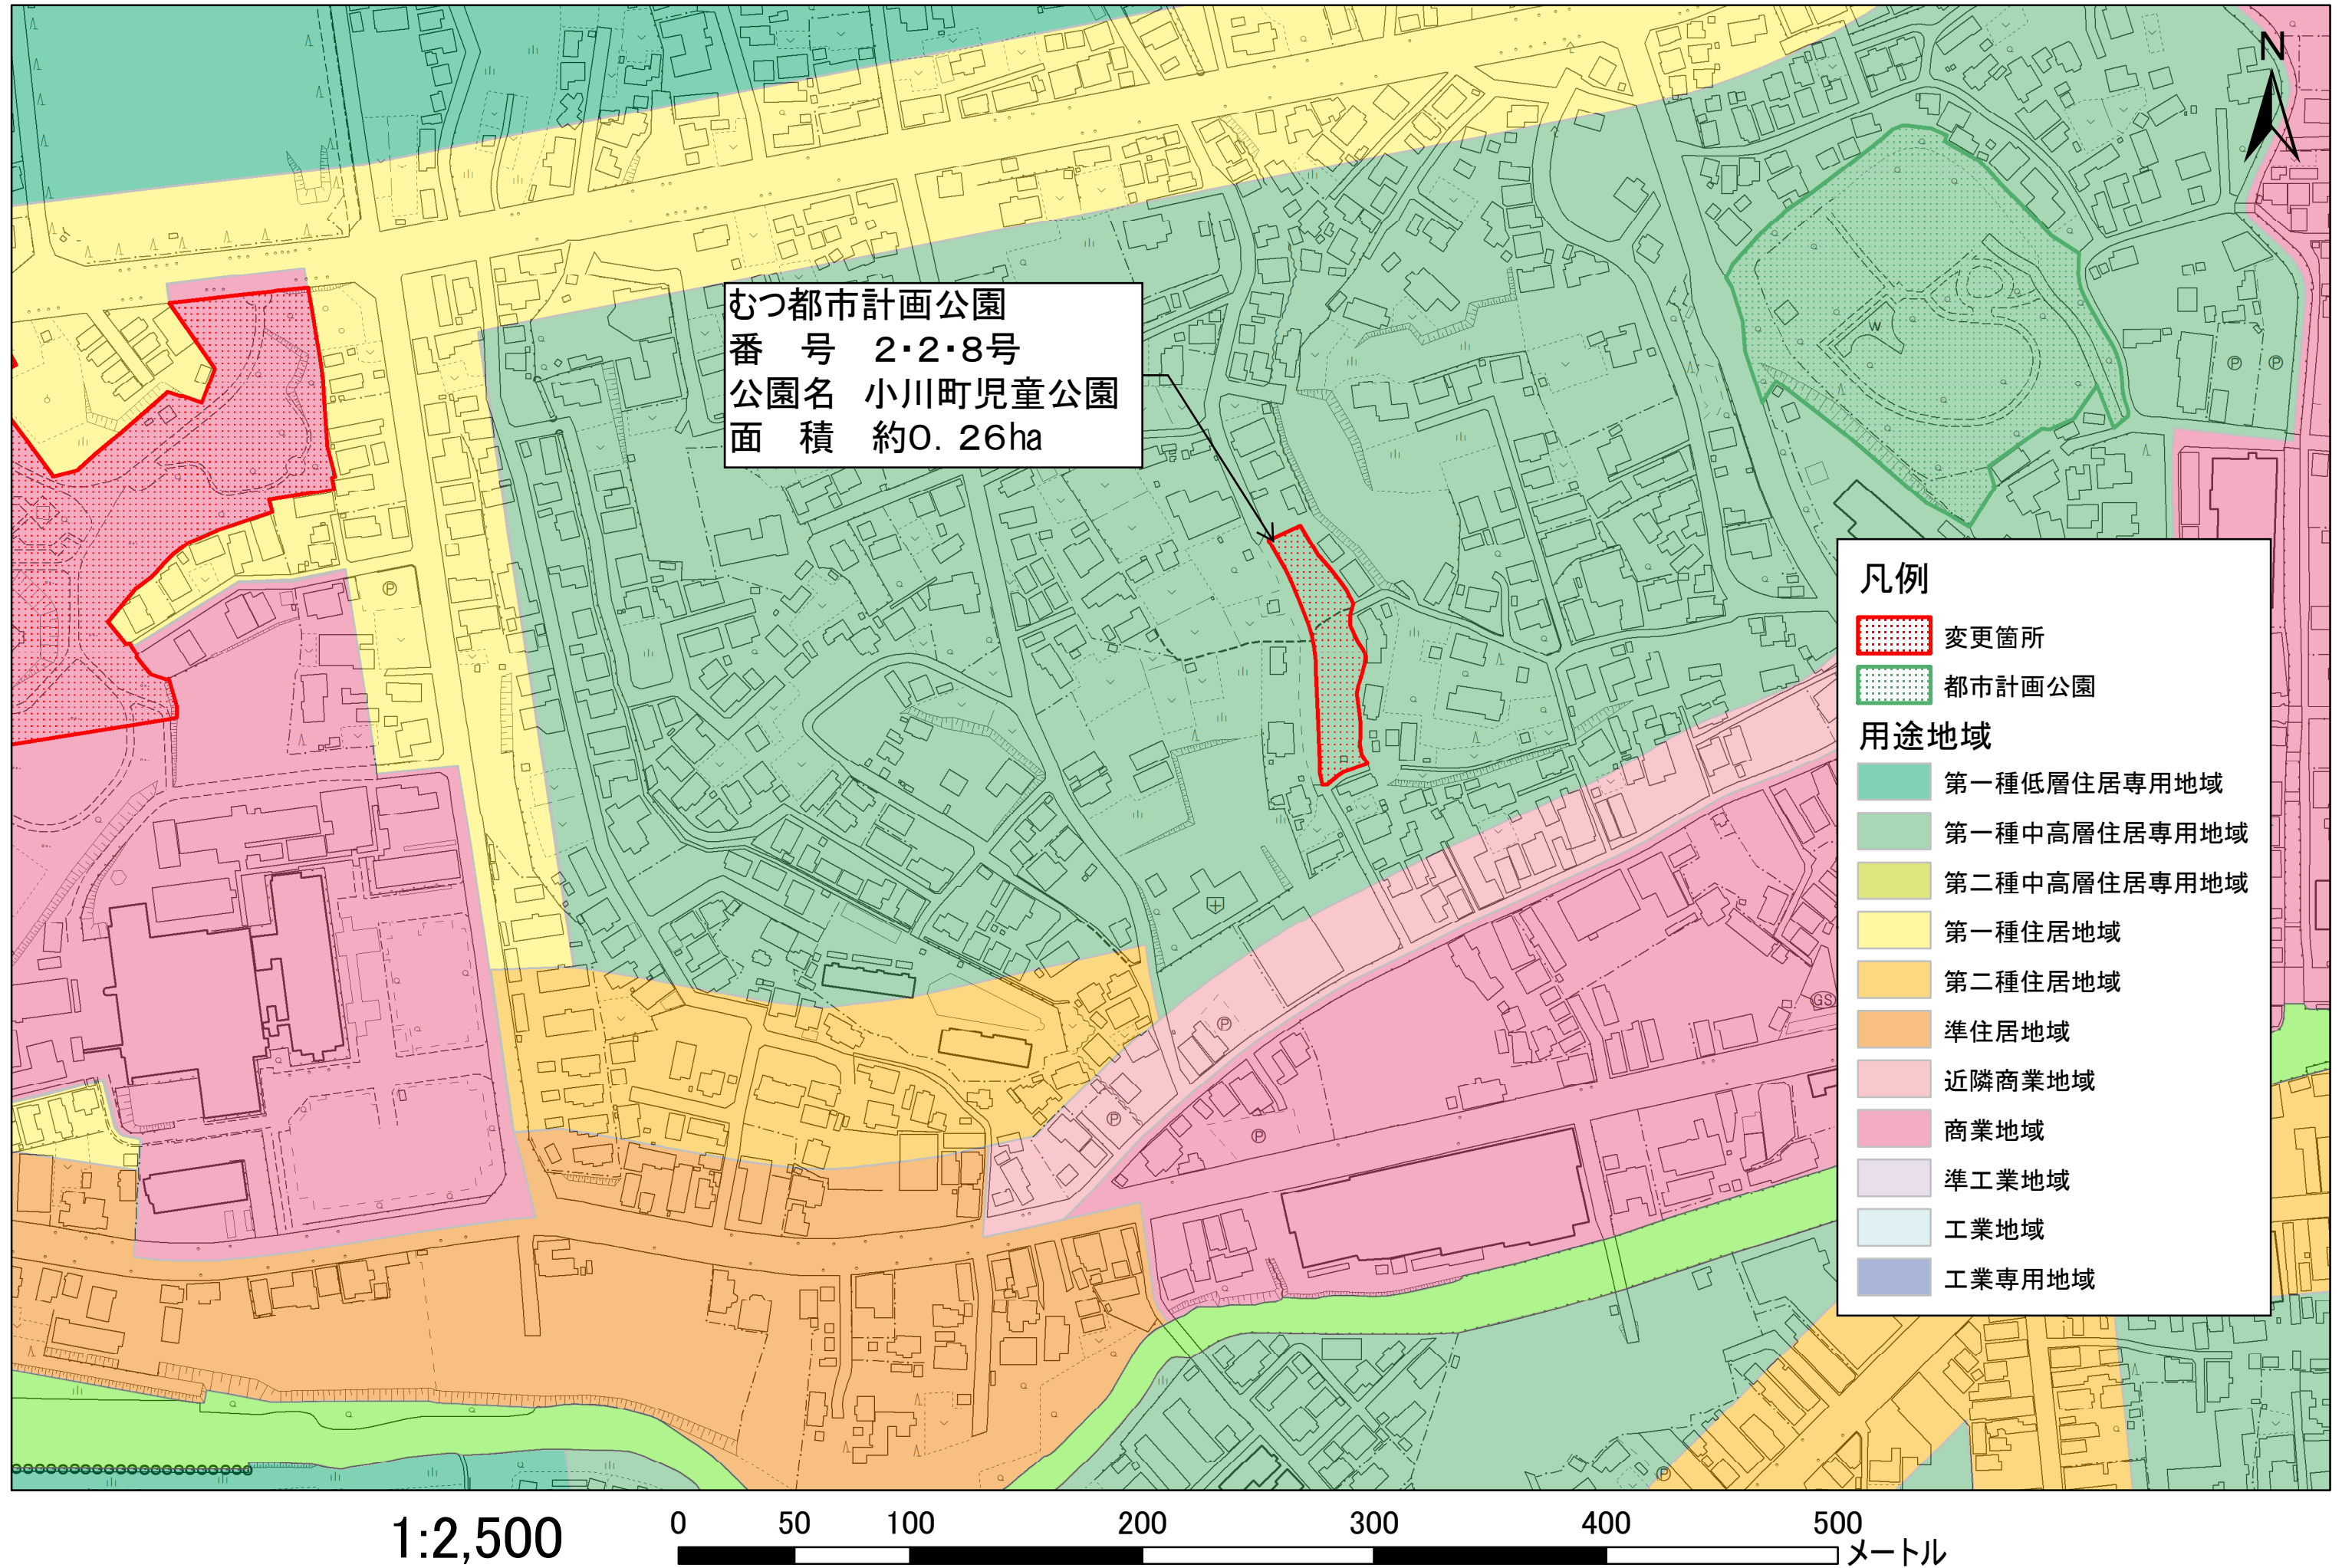 N
むつ都市計画公園
番　号　2・2・8号
公園名　小川町児童公園
面　積　約0. 26ha
W
P
P
P
凡例
変更箇所
都市計画公園
用途地域
第一種低層住居専用地域
第一種中高層住居専用地域
第二種中高層住居専用地域
第一種住居地域
第二種住居地域
準住居地域
近隣商業地域
商業地域
準工業地域
工業地域
工業専用地域
GS
P
P
P
P
1:2,500
0 50 100 200 300 400 500
メートル